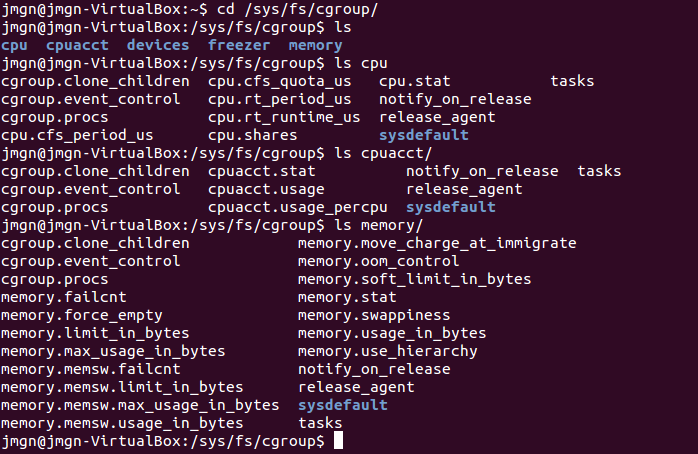 jmgn@jmgn-VirtualBox:~$ cd /sys/fs/cgroup/
jmgn@jmgn-VirtualBox:/sys/fs/cgroup$ ls
cpu  cpuacct  devices  freezer  memory
jmgn@jmgn-VirtualBox:/sys/fs/cgroup$ ls cpu
cgroup.clone_children  cpu.cfs_quota_us   cpu.stat           tasks
cgroup.event_control   cpu.rt_period_us   notify_on_release
cgroup.procs           cpu.rt_runtime_us  release_agent
cpu.cfs_period_us      cpu.shares         sysdefault
jmgn@jmgn-VirtualBox:/sys/fs/cgroup$ ls cpuacct/
cgroup.clone_children  cpuacct.stat          notify_on_release  tasks
cgroup.event_control   cpuacct.usage         release_agent
cgroup.procs           cpuacct.usage_percpu  sysdefault
jmgn@jmgn-VirtualBox:/sys/fs/cgroup$ ls memory/
cgroup.clone_children            memory.move_charge_at_immigrate
cgroup.event_control             memory.oom_control
cgroup.procs                     memory.soft_limit_in_bytes
memory.failcnt                   memory.stat
memory.force_empty               memory.swappiness
memory.limit_in_bytes            memory.usage_in_bytes
memory.max_usage_in_bytes        memory.use_hierarchy
memory.memsw.failcnt             notify_on_release
memory.memsw.limit_in_bytes      release_agent
memory.memsw.max_usage_in_bytes  sysdefault
memory.memsw.usage_in_bytes      tasks
jmgn@jmgn-VirtualBox:/sys/fs/cgroup$